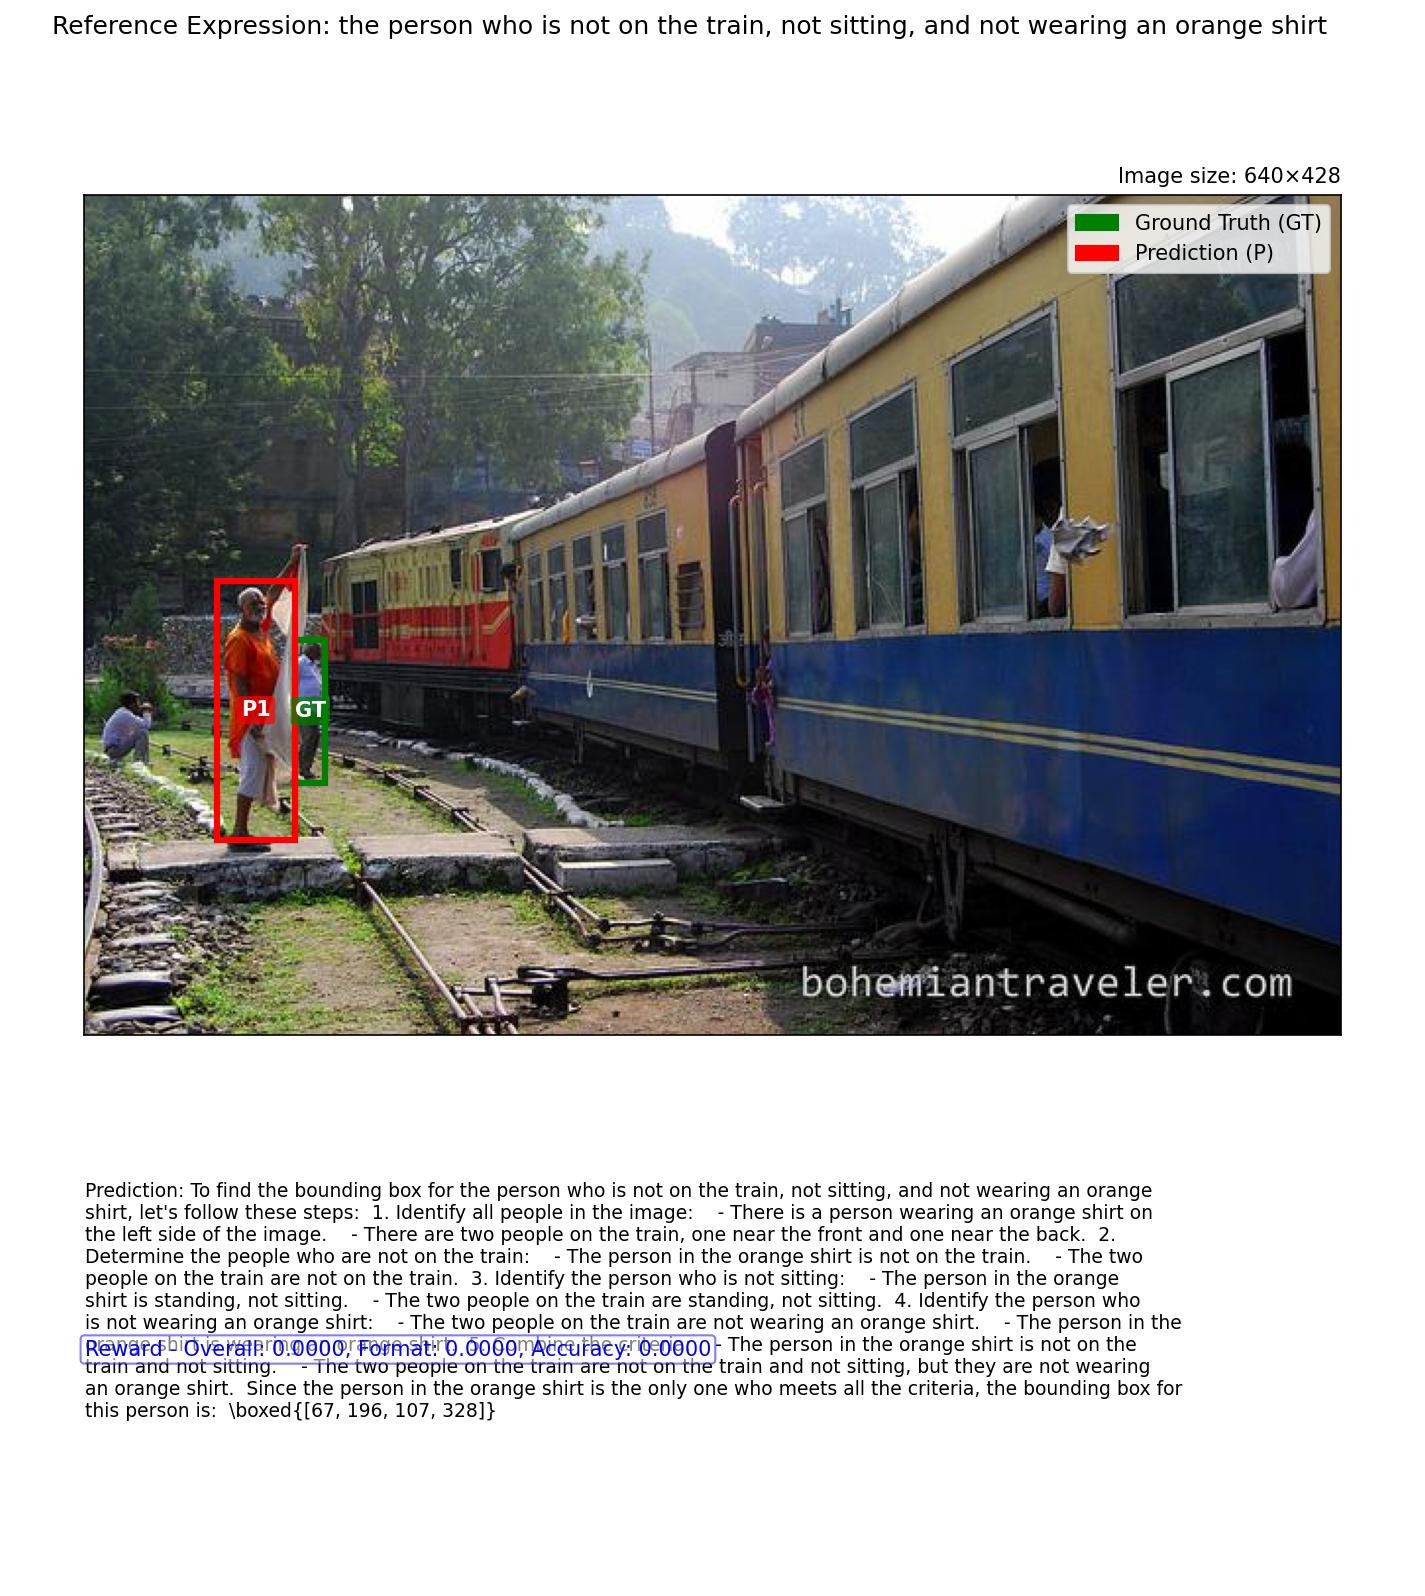 Reference Expression: the person who is not on the train, not sitting, and not wearing an orange shirt
Image size: 640×428
Ground Truth (GT)
Prediction (P)
31
P1
GT
bohemiantraveler.com
Prediction: To find the bounding box for the person who is not on the train, not sitting, and not wearing an orange
shirt, let's follow these steps:  1. Identify all people in the image:    - There is a person wearing an orange shirt on
the left side of the image.    - There are two people on the train, one near the front and one near the back.  2.
Determine the people who are not on the train:    - The person in the orange shirt is not on the train.    - The two
people on the train are not on the train.  3. Identify the person who is not sitting:    - The person in the orange
shirt is standing, not sitting.    - The two people on the train are standing, not sitting.  4. Identify the person who
is not wearing an orange shirt:    - The two people on the train are not wearing an orange shirt.    - The person in the
orange shirt is wearing an orange shirt.  5. Combine the criteria:    - The person in the orange shirt is not on the
Reward - Overall: 0.0000, Format: 0.0000, Accuracy: 0.0000
train and not sitting.    - The two people on the train are not on the train and not sitting, but they are not wearing
an orange shirt.  Since the person in the orange shirt is the only one who meets all the criteria, the bounding box for
this person is:  \boxed{[67, 196, 107, 328]}